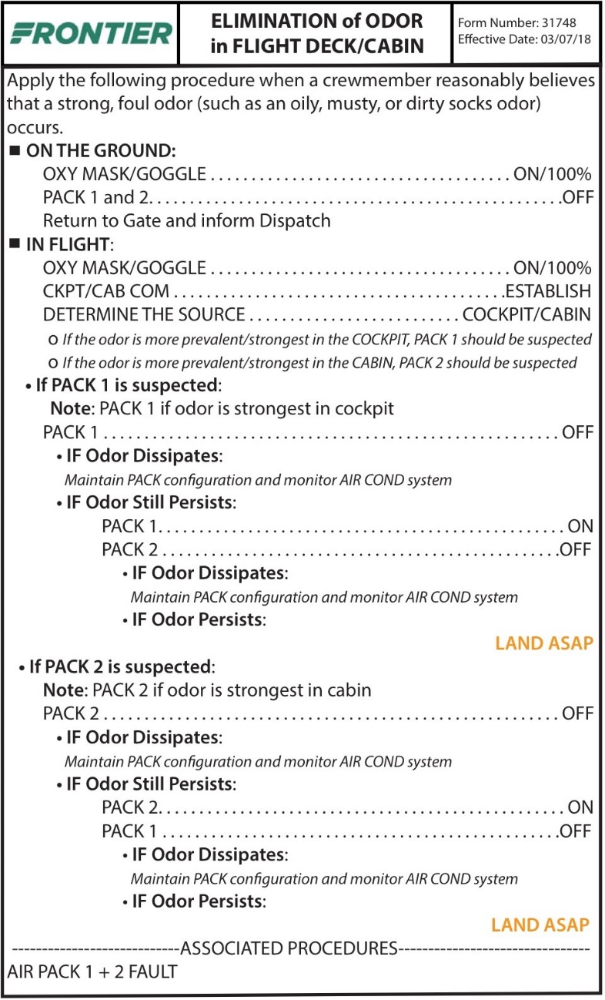 FRONTIER
ELIMINATION of ODOR
in FLIGHT DECK/CABIN
Form Number: 31748
Effective Date: 03/07/18
Apply the following procedure when a crewmember reasonably believes
that a strong, foul odor (such as an oily, musty, or dirty socks odor)
occurs.
■ ON THE GROUND:
OXY MASK/GOGGLE . . . . . . . . . . . . . . . . . . . . . . . . . . . . . . . . . . . . . ON/100%
PACK 1 and 2. . . . . . . . . . . . . . . . . . . . . . . . . . . . . . . . . . . . . . . . . . . . . . . . . . .OFF
Return to Gate and inform Dispatch
■ IN FLIGHT:
OXY MASK/GOGGLE . . . . . . . . . . . . . . . . . . . . . . . . . . . . . . . . . . . . . ON/100%
CKPT/CAB COM . . . . . . . . . . . . . . . . . . . . . . . . . . . . . . . . . . . . . . . . .ESTABLISH
DETERMINE THE SOURCE . . . . . . . . . . . . . . . . . . . . . . . . . . COCKPIT/CABIN
o If the odor is more prevalent/strongest in the COCKPIT, PACK 1 should be suspected
o If the odor is more prevalent/strongest in the CABIN, PACK 2 should be suspected
• If PACK 1 is suspected:
Note: PACK 1 if odor is strongest in cockpit
PACK 1 . . . . . . . . . . . . . . . . . . . . . . . . . . . . . . . . . . . . . . . . . . . . . . . . . . . . . . . . OFF
• IF Odor Dissipates:
Maintain PACK configuration and monitor AIR COND system
• IF Odor Still Persists:
PACK 1. . . . . . . . . . . . . . . . . . . . . . . . . . . . . . . . . . . . . . . . . . . . . . . . . . ON
PACK 2 . . . . . . . . . . . . . . . . . . . . . . . . . . . . . . . . . . . . . . . . . . . . . . . . .OFF
• IF Odor Dissipates:
Maintain PACK configuration and monitor AIR COND system
• IF Odor Persists:
LAND ASAP
• If PACK 2 is suspected:
Note: PACK 2 if odor is strongest in cabin
PACK 2 . . . . . . . . . . . . . . . . . . . . . . . . . . . . . . . . . . . . . . . . . . . . . . . . . . . . . . . . OFF
• IF Odor Dissipates:
Maintain PACK configuration and monitor AIR COND system
• IF Odor Still Persists:
PACK 2. . . . . . . . . . . . . . . . . . . . . . . . . . . . . . . . . . . . . . . . . . . . . . . . . . ON
PACK 1 . . . . . . . . . . . . . . . . . . . . . . . . . . . . . . . . . . . . . . . . . . . . . . . . .OFF
• IF Odor Dissipates:
Maintain PACK configuration and monitor AIR COND system
• IF Odor Persists:
LAND ASAP
----------------------------ASSOCIATED PROCEDURES--------------------------------
AIR PACK 1 + 2 FAULT